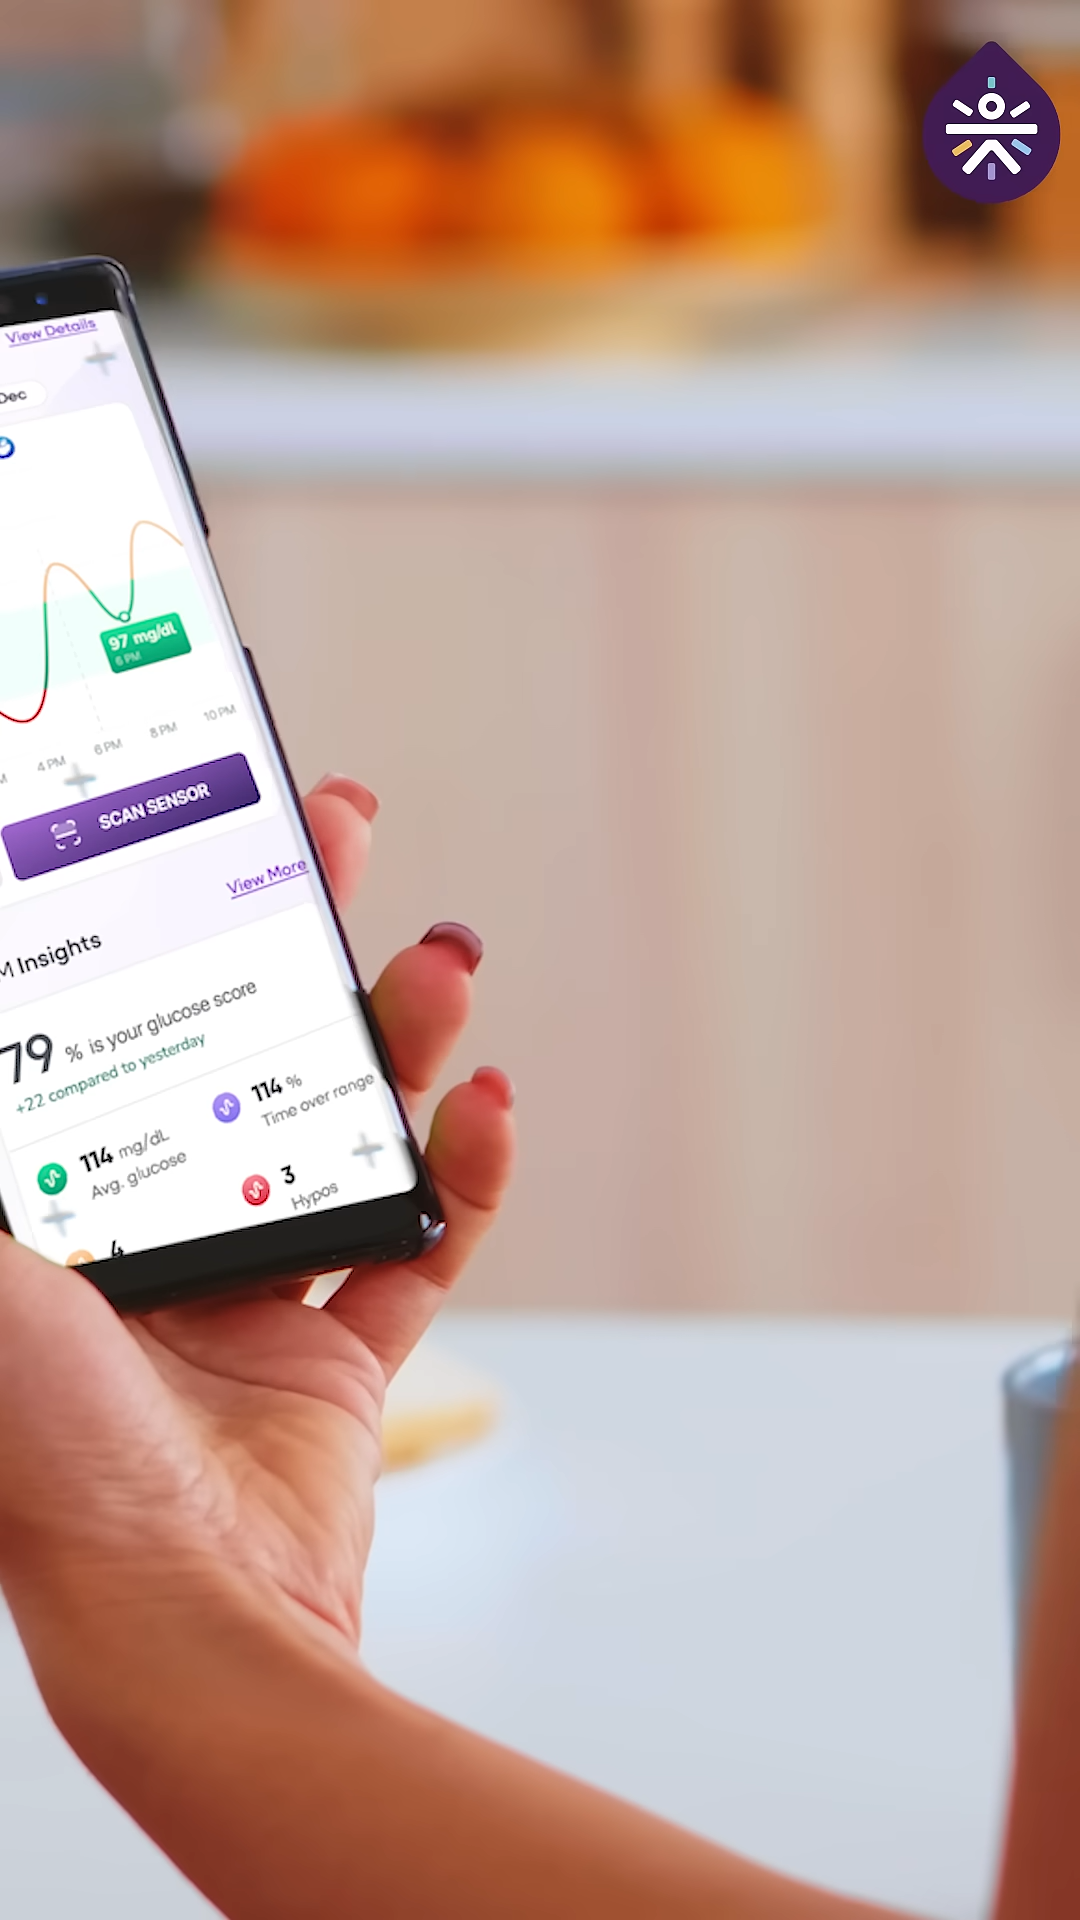 View Details
Dec
97 mg/dL
6 PM
4 PM
6 PM
8 PM
10 PM
SCAN SENSOR
View More
M Insights
79 % is your glucose score
+22 compared to yesterday
114 mg/dL
Avg. glucose
114 %
Time over range
3
Hypos
4